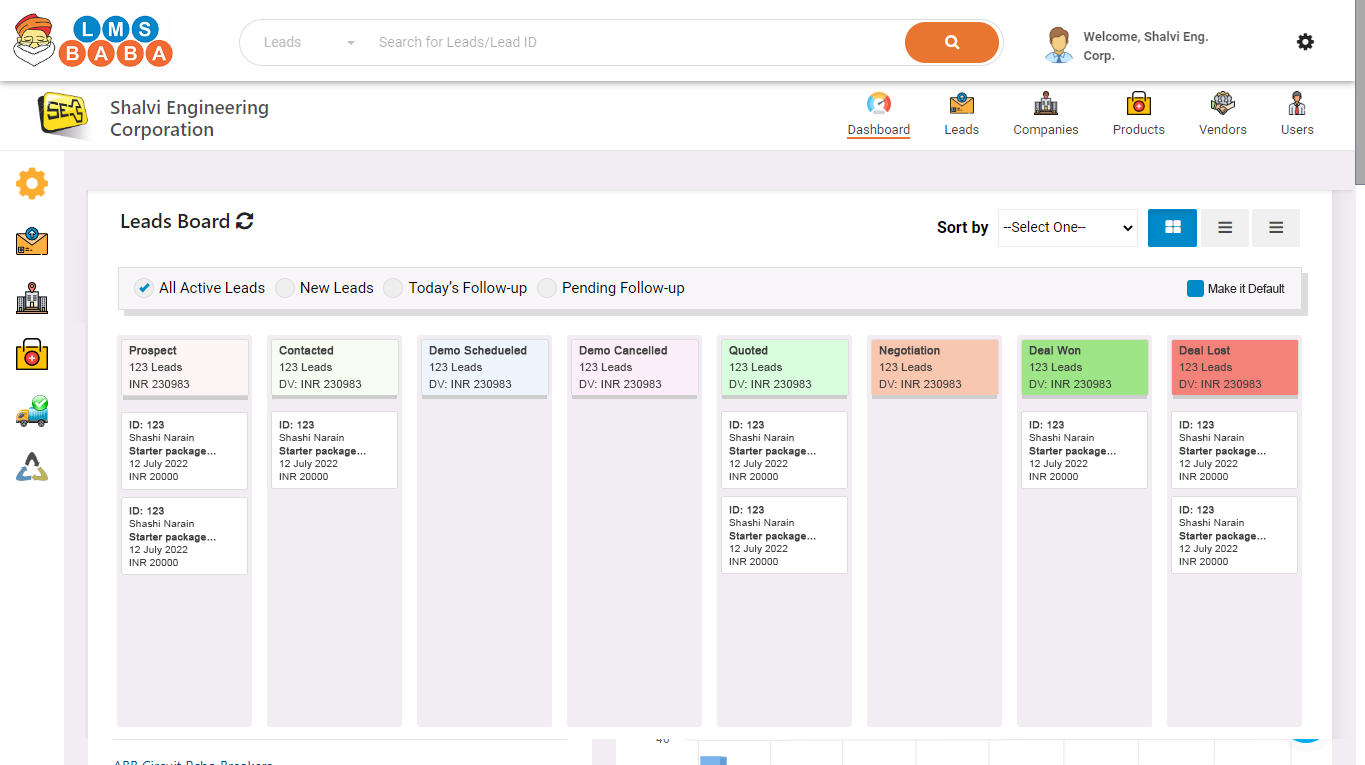 LMS
BABA
Leads
Search for Leads/Lead ID
Welcome, Shalvi Eng.
Corp.
SE
Shalvi Engineering
Corporation
Dashboard
Leads
Companies
Products
Vendors
Users
Leads Board
Sort by
--Select One--
All Active Leads
New Leads
Today's Follow-up
Pending Follow-up
Make it Default
Prospect
123 Leads
INR 230983
ID: 123
Shashi Narain
Starter package...
12 July 2022
INR 20000
ID: 123
Shashi Narain
Starter package...
12 July 2022
INR 20000
Contacted
123 Leads
DV: INR 230983
ID: 123
Shashi Narain
Starter package...
12 July 2022
INR 20000
Demo Schedueled
123 Leads
DV: INR 230983
Demo Cancelled
123 Leads
DV: INR 230983
Quoted
123 Leads
DV: INR 230983
ID: 123
Shashi Narain
Starter package...
12 July 2022
INR 20000
ID: 123
Shashi Narain
Starter package...
12 July 2022
INR 20000
Negotiation
123 Leads
DV: INR 230983
Deal Won
123 Leads
DV: INR 230983
ID: 123
Shashi Narain
Starter package...
12 July 2022
INR 20000
Deal Lost
123 Leads
DV: INR 230983
ID: 123
Shashi Narain
Starter package...
12 July 2022
INR 20000
ID: 123
Shashi Narain
Starter package...
12 July 2022
INR 20000
40